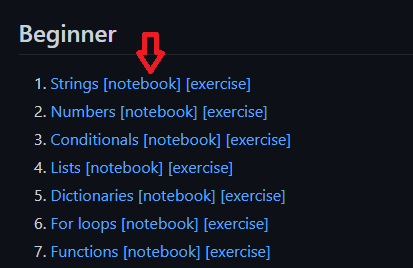 Beginner
1. Strings [notebook] [exercise]
2. Numbers [notebook] [exercise]
3. Conditionals [notebook] [exercise]
4. Lists [notebook] [exercise]
5. Dictionaries [notebook] [exercise]
6. For loops [notebook] [exercise]
7. Functions [notebook] [exercise]